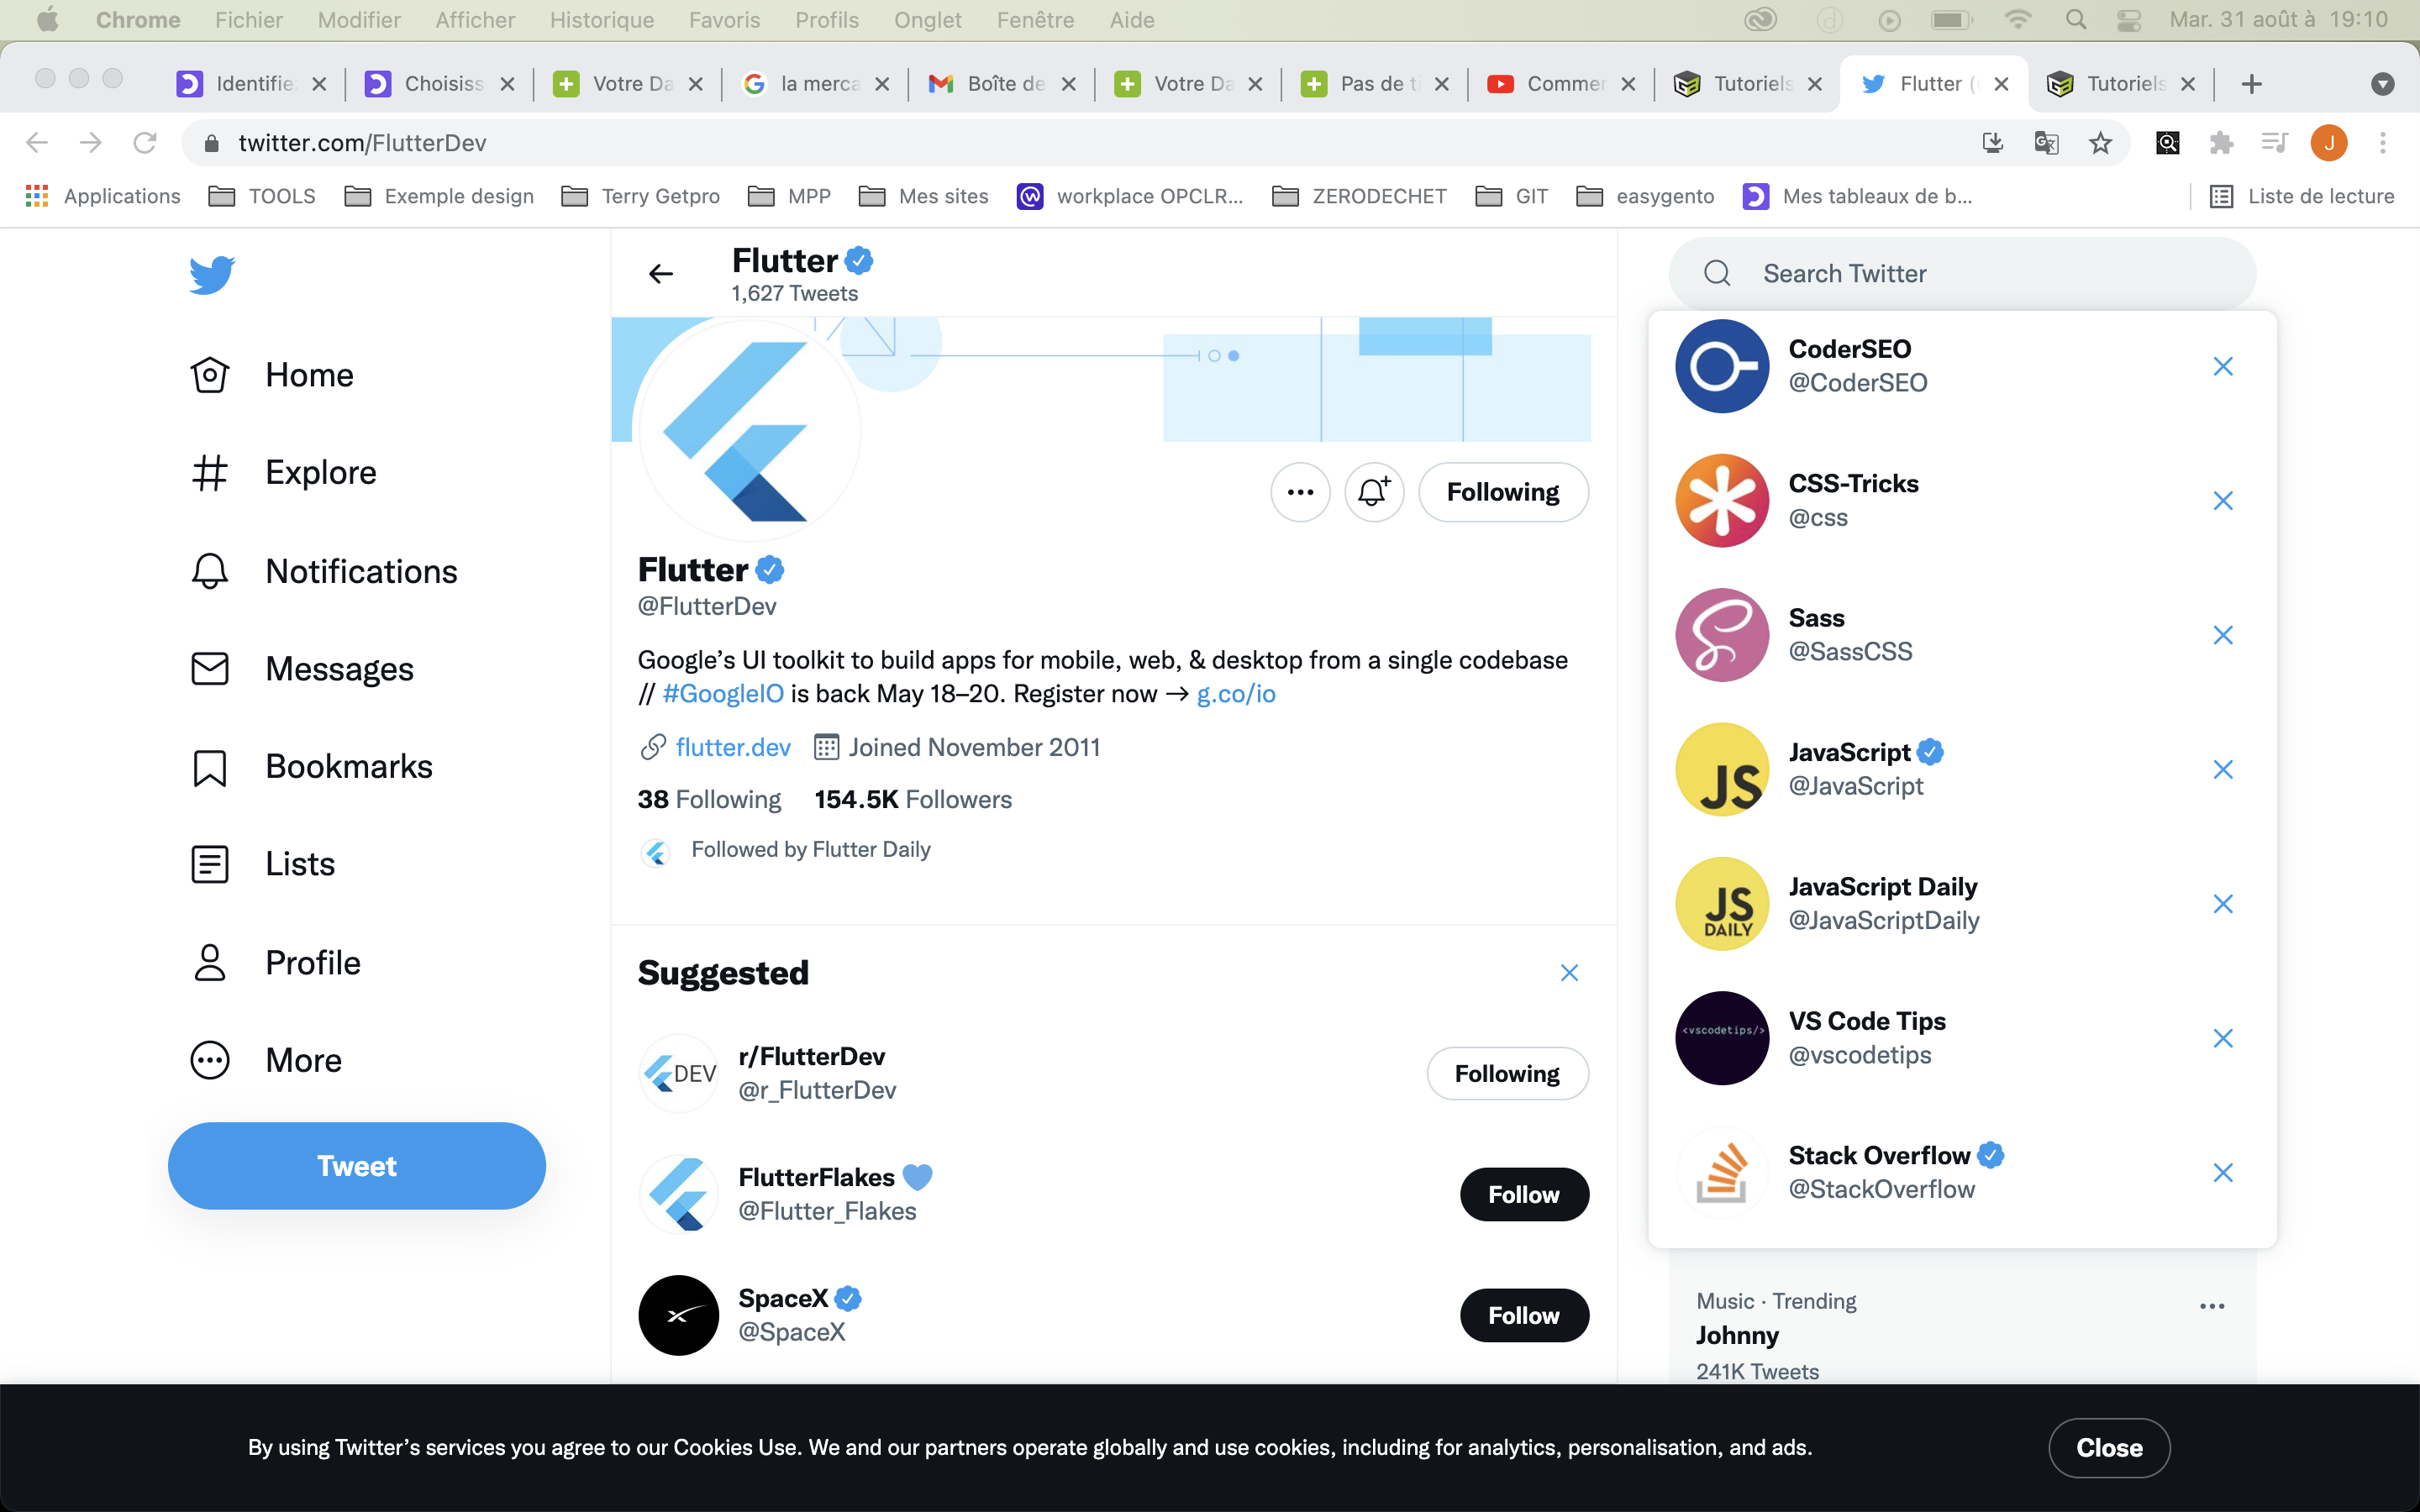 Chrome Fichier Modifier Afficher Historique Favoris Profils Onglet Fenêtre Aide Mar. 31 août à 19:10
Identifie Choisiss Votre Da la merca Boîte de Votre Da Pas de t Commer Tutoriels Flutter ( Tutoriels
twitter.com/FlutterDev J
Applications TOOLS Exemple design Terry Getpro MPP Mes sites workplace OPCLR... ZERODECHET GIT easygento Mes tableaux de b... Liste de lecture
Home
Explore
Notifications
Messages
Bookmarks
Lists
Profile
More
Tweet
Flutter
1,627 Tweets
Following
Flutter
@FlutterDev
Google's UI toolkit to build apps for mobile, web, & desktop from a single codebase
// #GoogleIO is back May 18–20. Register now → g.co/io
flutter.dev Joined November 2011
38 Following 154.5K Followers
Followed by Flutter Daily
Suggested
DEV
r/FlutterDev
@r_FlutterDev
Following
FlutterFlakes
@Flutter_Flakes
Follow
SpaceX
@SpaceX
Follow
Search Twitter
CoderSEO
@CoderSEO
CSS-Tricks
@css
Sass
@SassCSS
JS
JavaScript
@JavaScript
JS
DAILY
JavaScript Daily
@JavaScriptDaily
<vscodetips/>
VS Code Tips
@vscodetips
Stack Overflow
@StackOverflow
Music · Trending
Johnny
241K Tweets
By using Twitter's services you agree to our Cookies Use. We and our partners operate globally and use cookies, including for analytics, personalisation, and ads.
Close